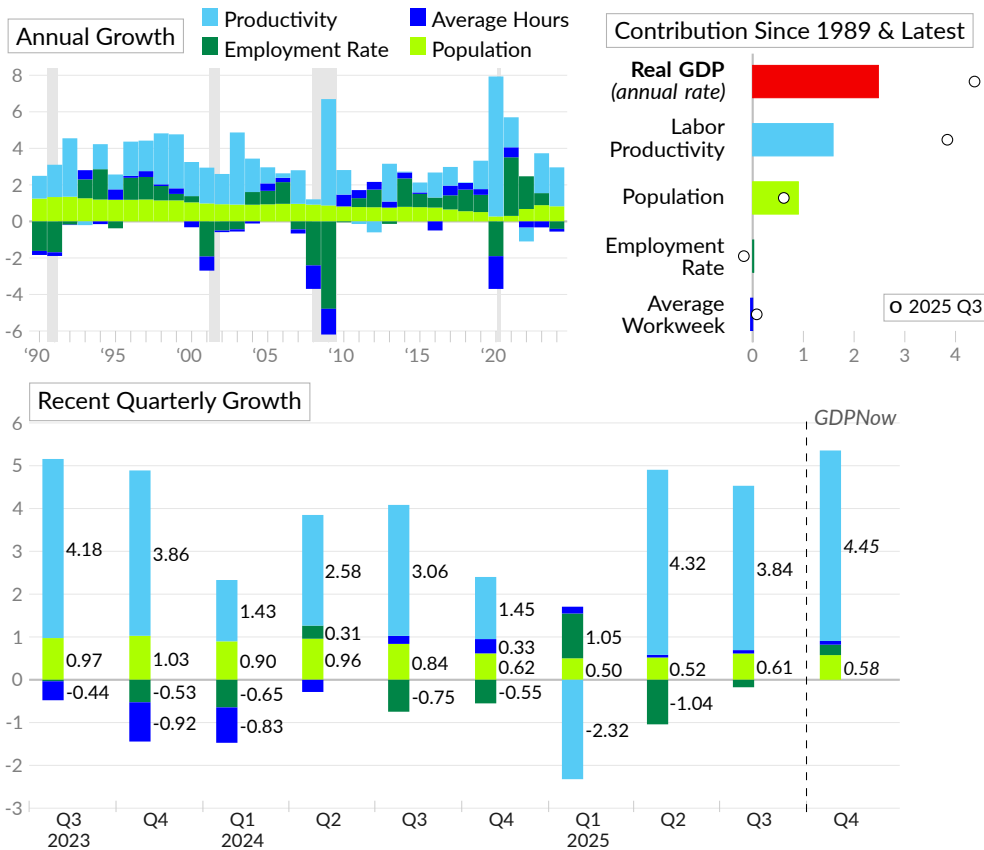 Annual Growth
Productivity
Average Hours
Employment Rate
Population
8
6
4
2
0
-2
-4
-6
'90
'95
'00
'05
'10
'15
'20
Contribution Since 1989 & Latest
Real GDP
(annual rate)
Labor
Productivity
Population
Employment
Rate
Average
Workweek
2025 Q3
0
1
2
3
4
Recent Quarterly Growth
GDPNow
6
5
4
3
2
1
0
-1
-2
-3
4.18
0.97
-0.44
3.86
1.03
-0.53
-0.92
1.43
0.90
-0.65
-0.83
2.58
0.31
0.96
3.06
0.84
-0.75
1.45
0.33
0.62
-0.55
1.05
0.50
-2.32
4.32
0.52
-1.04
3.84
0.61
4.45
0.58
Q3
2023
Q4
Q1
2024
Q2
Q3
Q4
Q1
2025
Q2
Q3
Q4